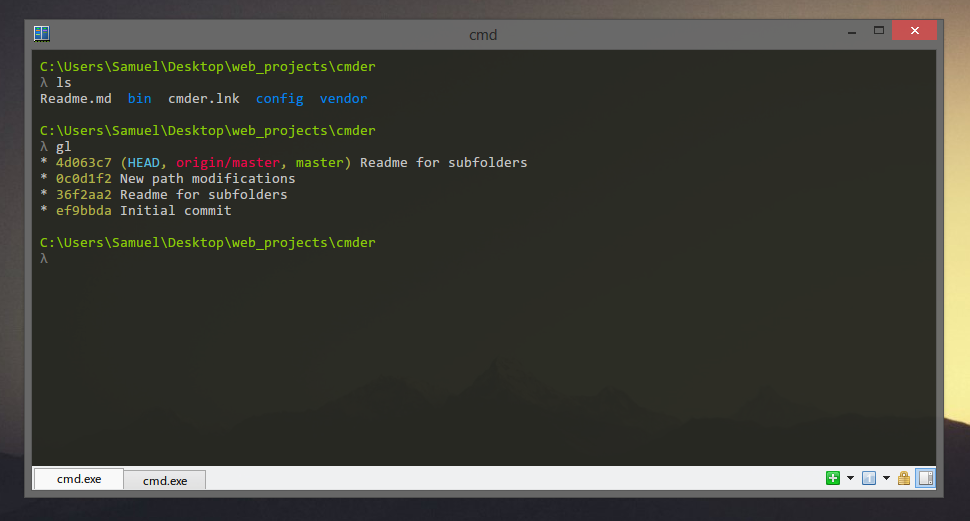 cmd
C:\Users\Samuel\Desktop\web_projects\cmder
λ ls
Readme.md  bin  cmder.lnk  config  vendor
C:\Users\Samuel\Desktop\web_projects\cmder
λ gl
* 4d063c7 (HEAD, origin/master, master) Readme for subfolders
* 0c0d1f2 New path modifications
* 36f2aa2 Readme for subfolders
* ef9bbda Initial commit
C:\Users\Samuel\Desktop\web_projects\cmder
λ
cmd.exe cmd.exe